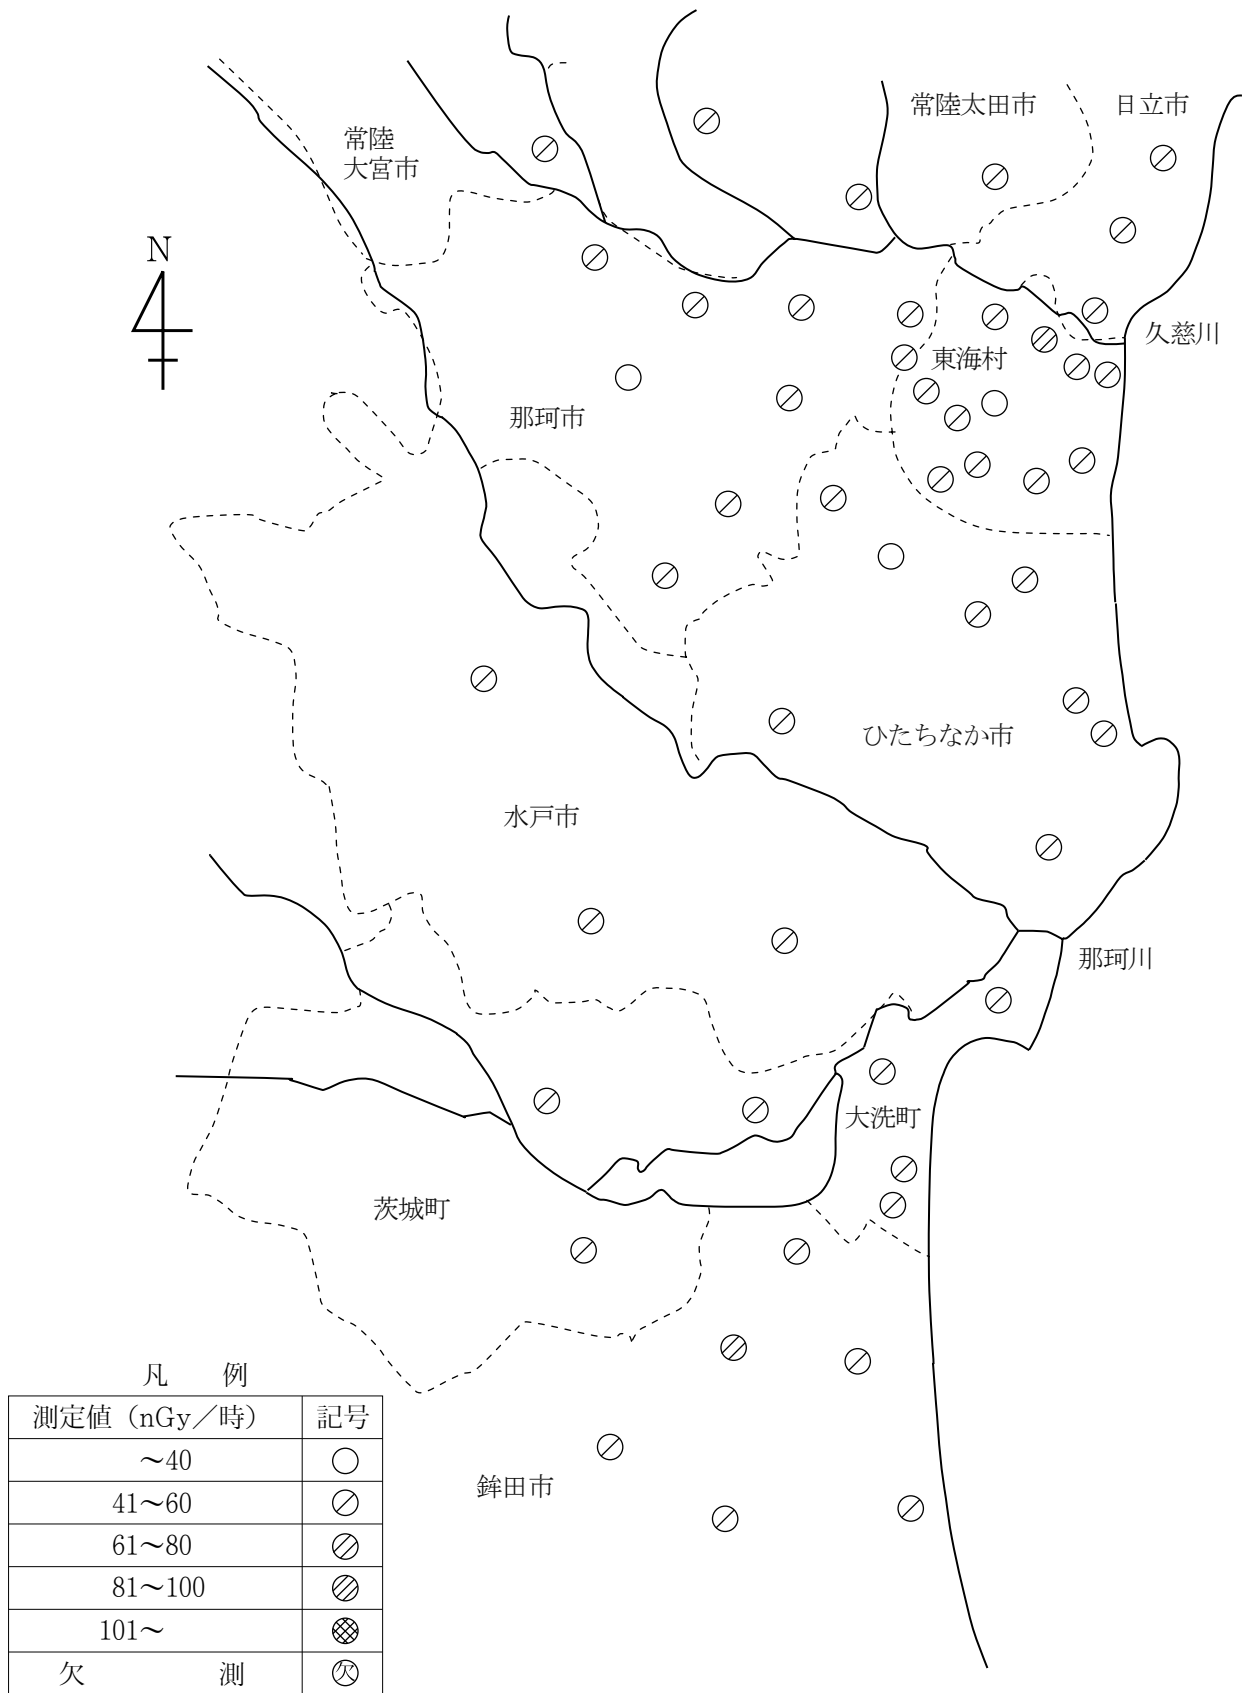 常陸太田市
日立市
常陸
大宮市
N
久慈川
東海村
那珂市
ひたちなか市
水戸市
那珂川
大洗町
茨城町
鉾田市
凡 例
測定値（nGy／時） 記号
～40
41～60
61～80
81～100
101～
欠 測 欠